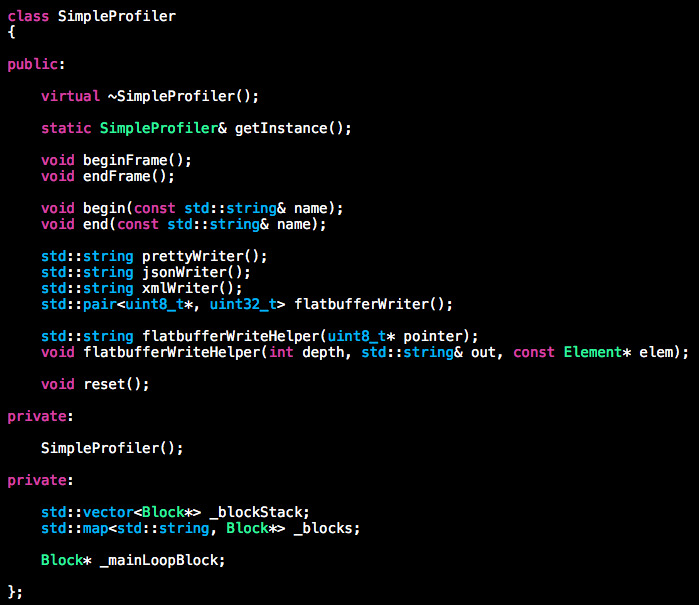 class SimpleProfiler
{
public:
virtual ~SimpleProfiler();
static SimpleProfiler& getInstance();
void beginFrame();
void endFrame();
void begin(const std::string& name);
void end(const std::string& name);
std::string prettyWriter();
std::string jsonWriter();
std::string xmlWriter();
std::pair<uint8_t*, uint32_t> flatbufferWriter();
std::string flatbufferWriteHelper(uint8_t* pointer);
void flatbufferWriteHelper(int depth, std::string& out, const Element* elem);
void reset();
private:
SimpleProfiler();
private:
std::vector<Block*> _blockStack;
std::map<std::string, Block*> _blocks;
Block* _mainLoopBlock;
};